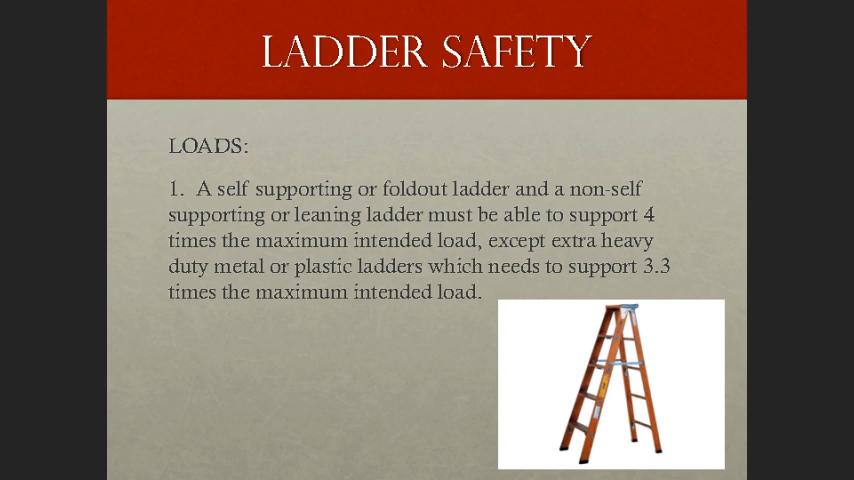 LADDER SAFETY
LOADS:
1. A self supporting or foldout ladder and a non-self
supporting or leaning ladder must be able to support 4
times the maximum intended load, except extra heavy
duty metal or plastic ladders which needs to support 3.3
times the maximum intended load.